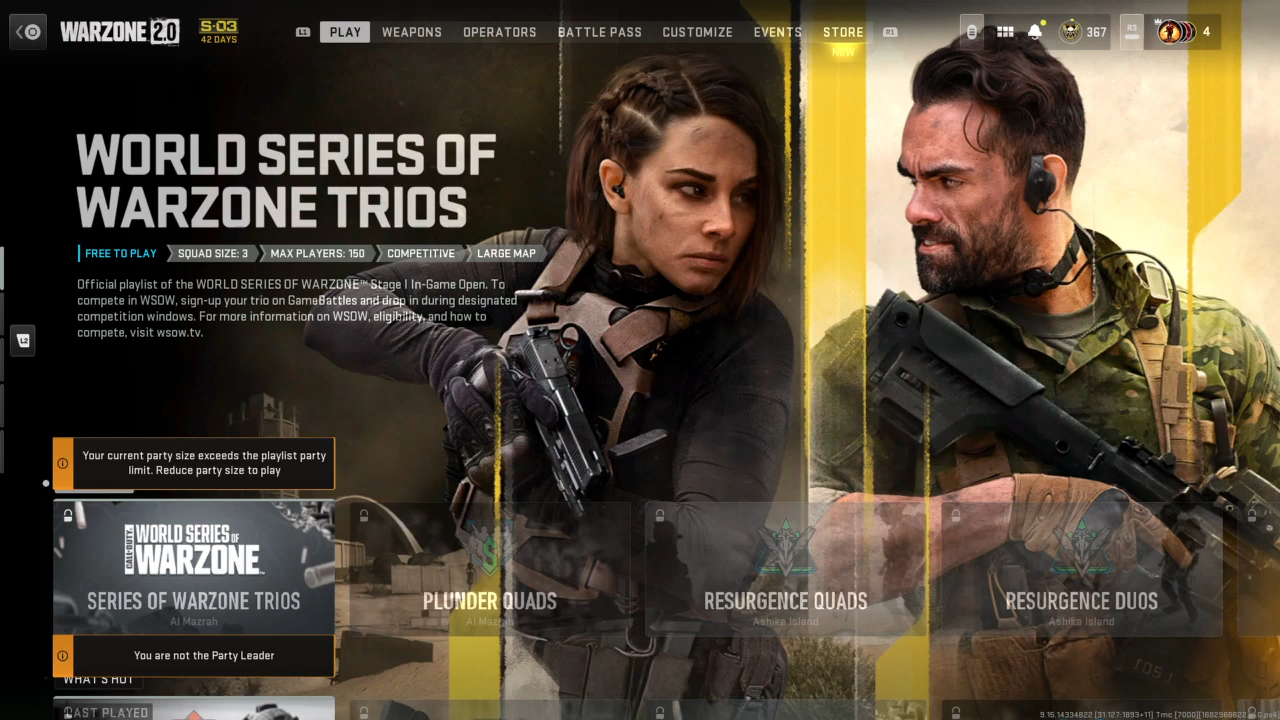 WARZONE 2.0
S·03
42 DAYS
L1
PLAY
WEAPONS
OPERATORS
BATTLE PASS
CUSTOMIZE
EVENTS
STORE
R1
NEW
367
R3
4
WORLD SERIES OF
WARZONE TRIOS
FREE TO PLAY
SQUAD SIZE: 3
MAX PLAYERS: 150
COMPETITIVE
LARGE MAP
Official playlist of the WORLD SERIES OF WARZONE™ Stage I In-Game Open. To
compete in WSOW, sign-up your trio on GameBattles and drop in during designated
competition windows. For more information on WSOW, eligibility, and how to
compete, visit wsow.tv.
L2
Your current party size exceeds the playlist party
limit. Reduce party size to play
CALL OF DUTY
WORLD SERIES OF
WARZONE™
SERIES OF WARZONE TRIOS
Al Mazrah
PLUNDER QUADS
Al Mazrah
RESURGENCE QUADS
Ashika Island
RESURGENCE DUOS
Ashika Island
You are not the Party Leader
WHAT'S HOT
LAST PLAYED